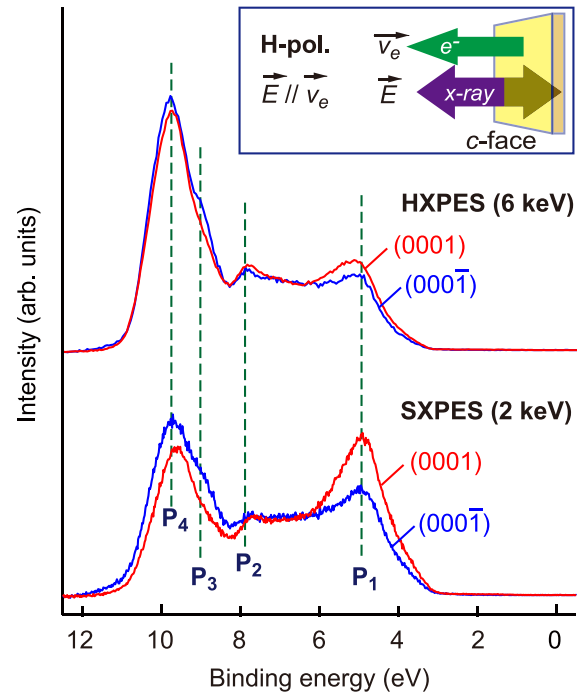 H-pol.
E // v_e
v_e
e⁻
E
x-ray
c-face
HXPES (6 keV)
(0001)
(0001̄)
SXPES (2 keV)
(0001)
(0001̄)
P₄
P₃
P₂
P₁
12 10 8 6 4 2 0
Binding energy (eV)
Intensity (arb. units)